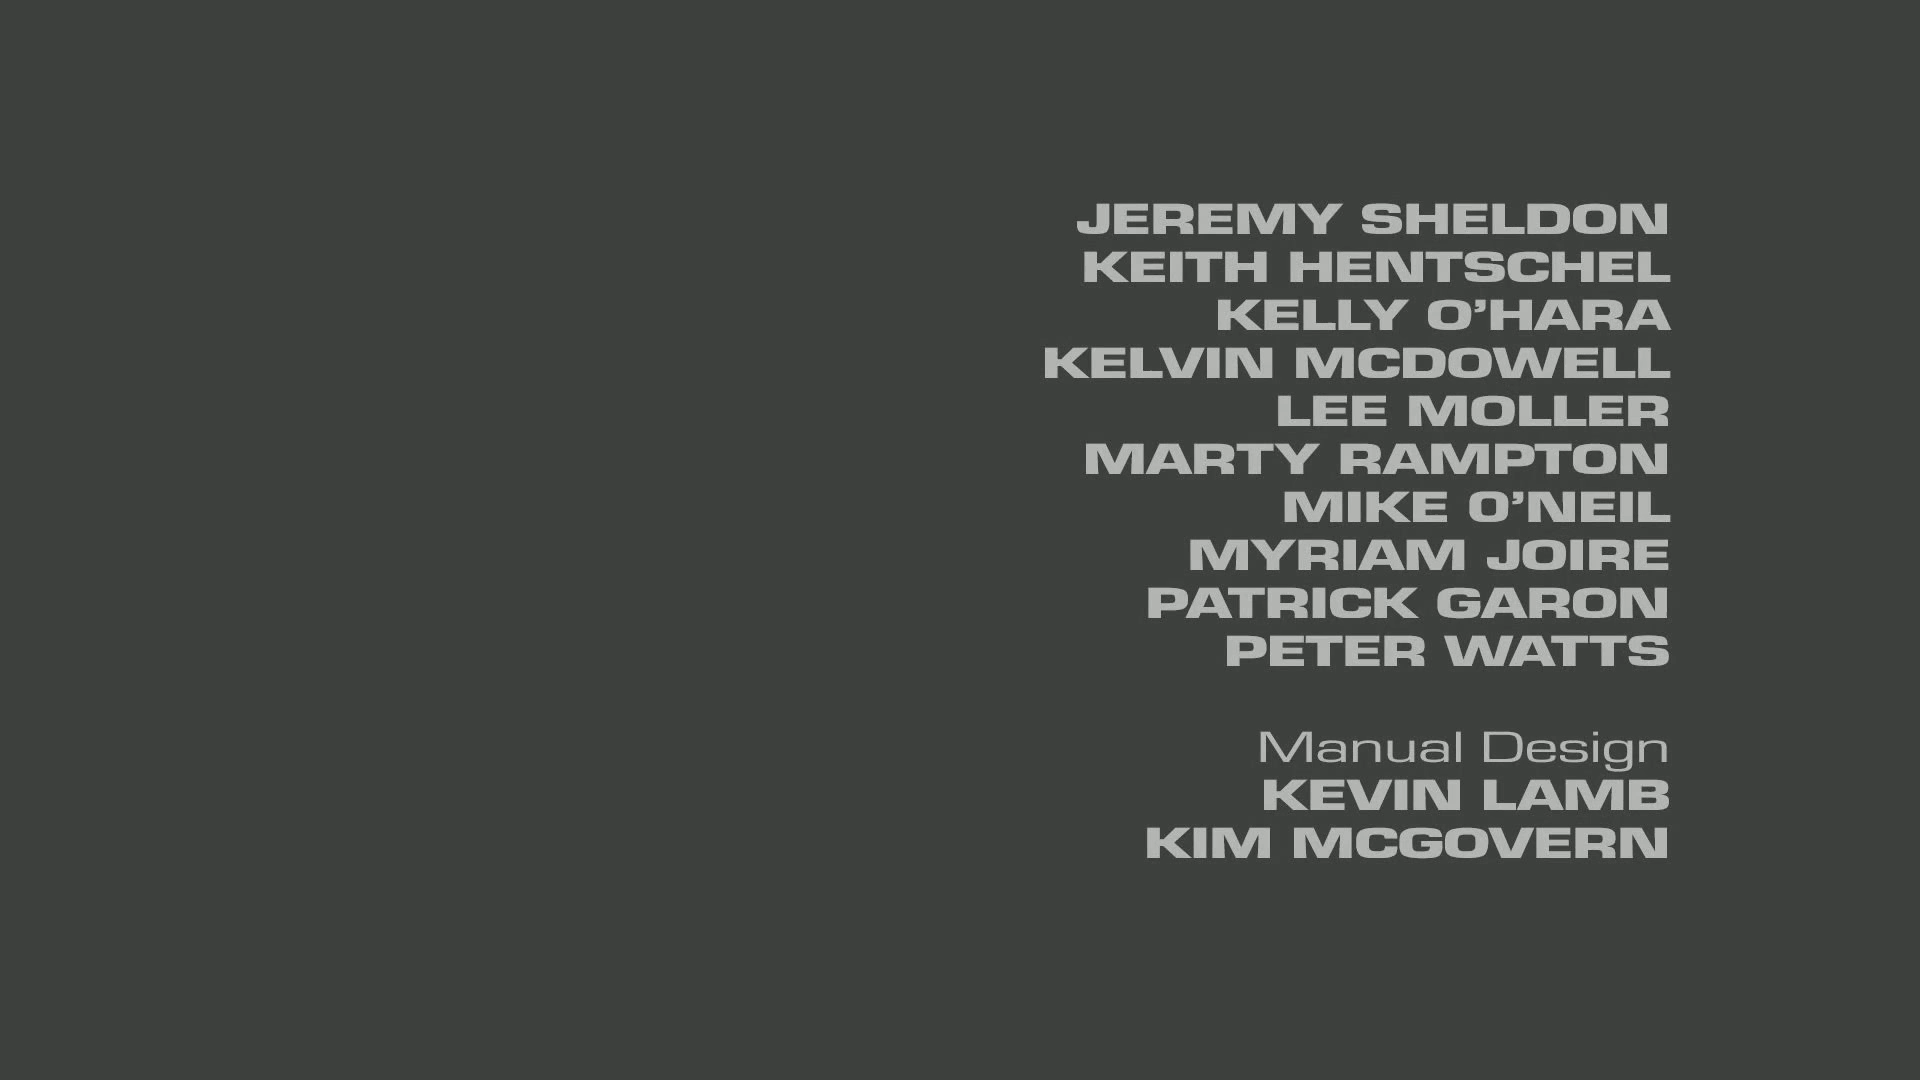 JEREMY SHELDON
KEITH HENTSCHEL
KELLY O’HARA
KELVIN MCDOWELL
LEE MOLLER
MARTY RAMPTON
MIKE O’NEIL
MYRIAM JOIRE
PATRICK GARON
PETER WATTS
Manual Design
KEVIN LAMB
KIM MCGOVERN